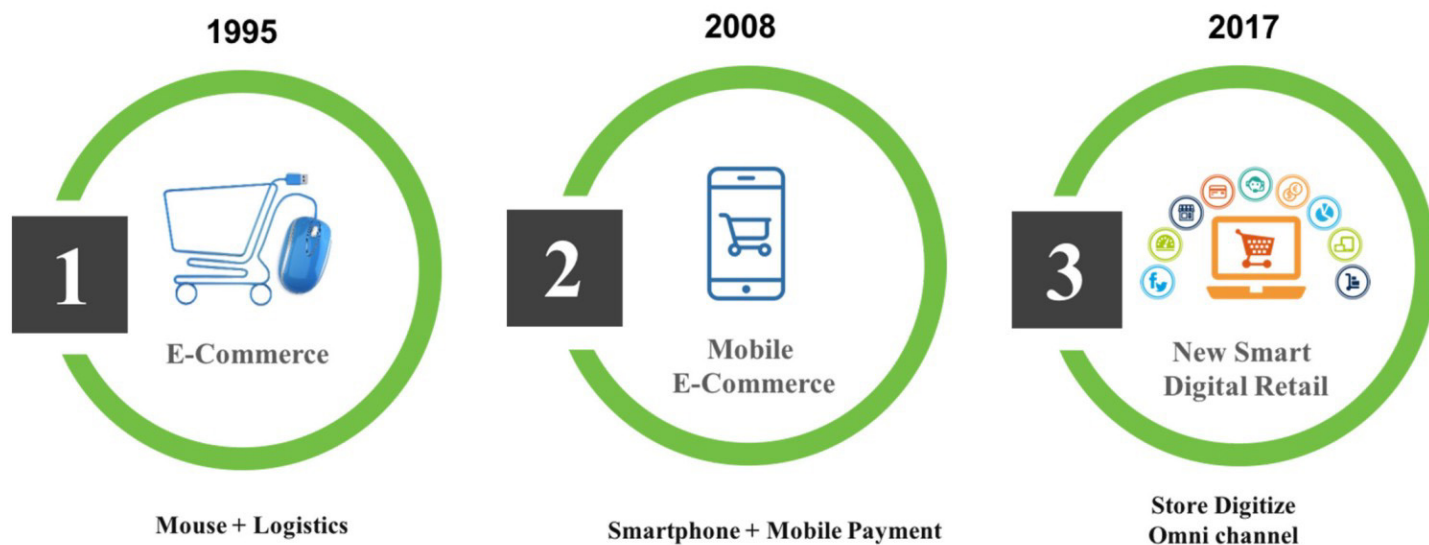 1995
1
E-Commerce
Mouse + Logistics
2008
2
Mobile
E-Commerce
Smartphone + Mobile Payment
2017
3
New Smart
Digital Retail
Store Digitize
Omni channel